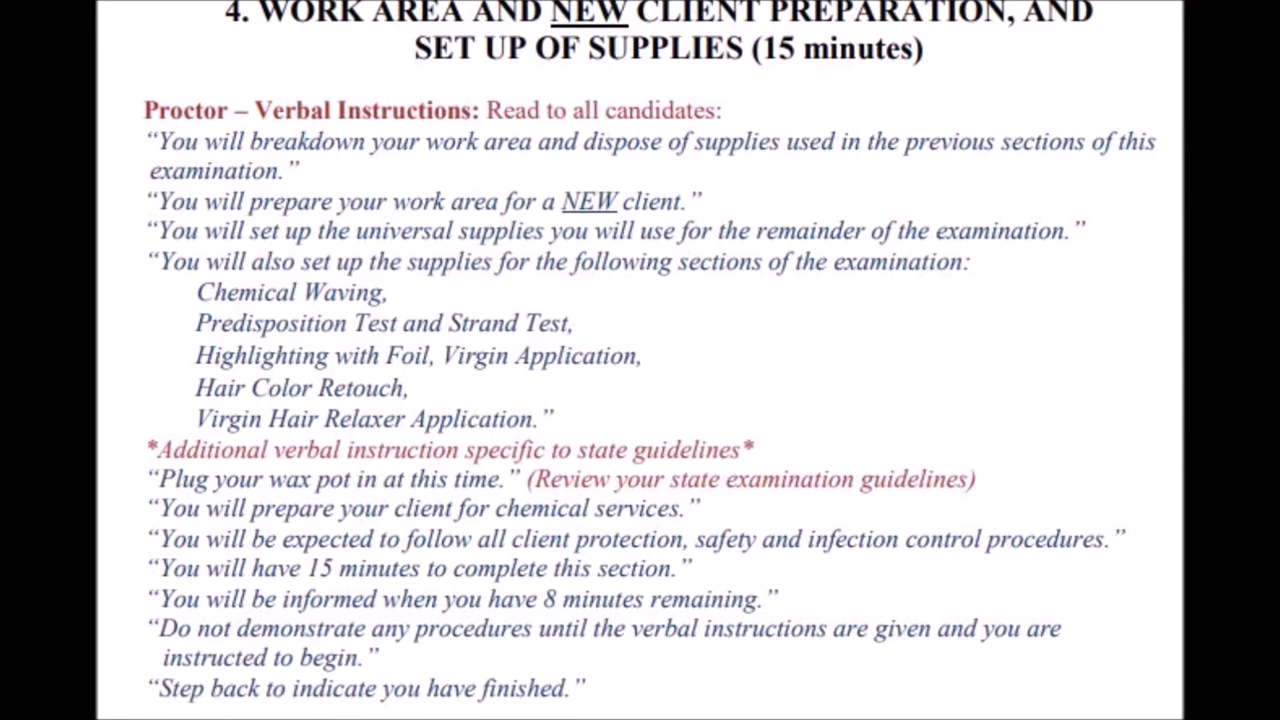 4. WORK AREA AND NEW CLIENT PREPARATION, AND
SET UP OF SUPPLIES (15 minutes)
Proctor – Verbal Instructions: Read to all candidates:
“You will breakdown your work area and dispose of supplies used in the previous sections of this
examination.”
“You will prepare your work area for a NEW client.”
“You will set up the universal supplies you will use for the remainder of the examination.”
“You will also set up the supplies for the following sections of the examination:
Chemical Waving,
Predisposition Test and Strand Test,
Highlighting with Foil, Virgin Application,
Hair Color Retouch,
Virgin Hair Relaxer Application.”
*Additional verbal instruction specific to state guidelines*
“Plug your wax pot in at this time.” (Review your state examination guidelines)
“You will prepare your client for chemical services.”
“You will be expected to follow all client protection, safety and infection control procedures.”
“You will have 15 minutes to complete this section.”
“You will be informed when you have 8 minutes remaining.”
“Do not demonstrate any procedures until the verbal instructions are given and you are
instructed to begin.”
“Step back to indicate you have finished.”